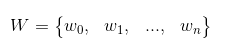 W = {w₀, w₁, ..., wₙ}